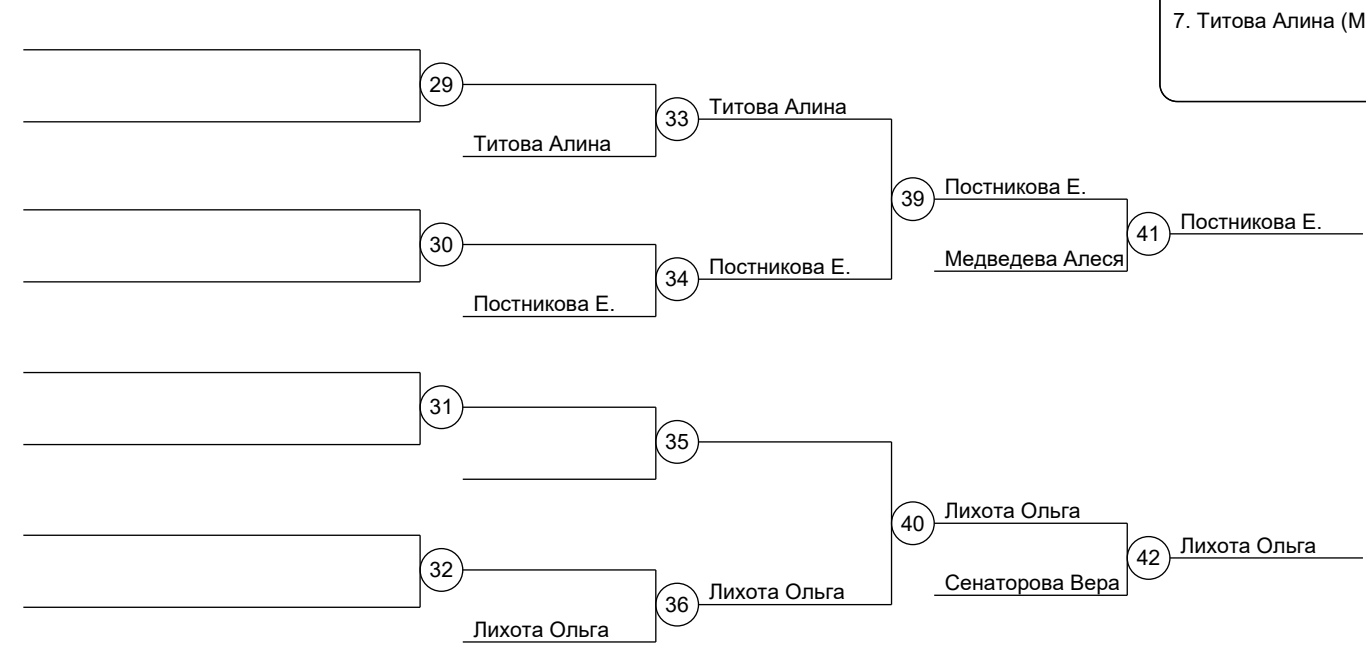 7. Титова Алина (М
29
33 Титова Алина
Титова Алина
39 Постникова Е.
41 Постникова Е.
30
34 Постникова Е.
Медведева Алеся
Постникова Е.
31
35
40 Лихота Ольга
42 Лихота Ольга
32
36 Лихота Ольга
Сенаторова Вера
Лихота Ольга